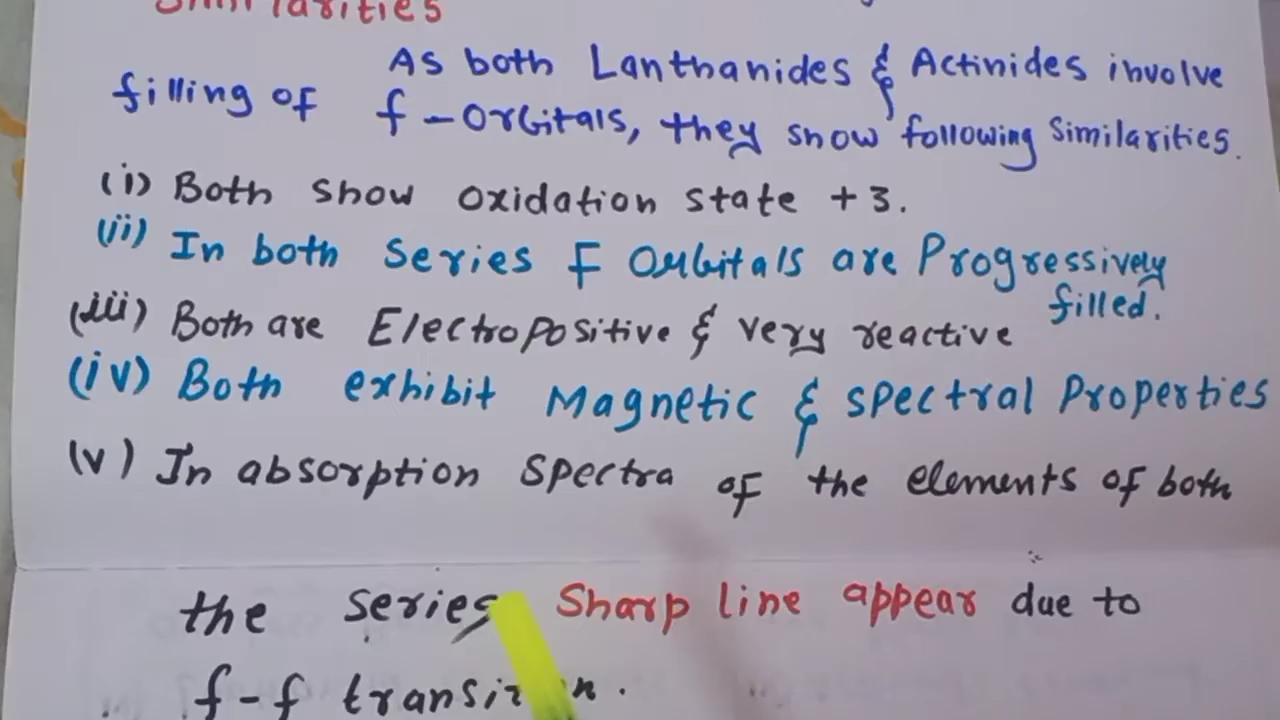 Similarities
As both Lanthanides & Actinides involve
filling of f-Orbitals, they show following Similarities.
(i) Both show oxidation state +3.
(ii) In both series F Orbitals are Progressively
filled.
(iii) Both are Electropositive & very reactive
(iv) Both exhibit Magnetic & spectral Properties
(v) In absorption spectra of the elements of both
the series Sharp line appear due to
f-f